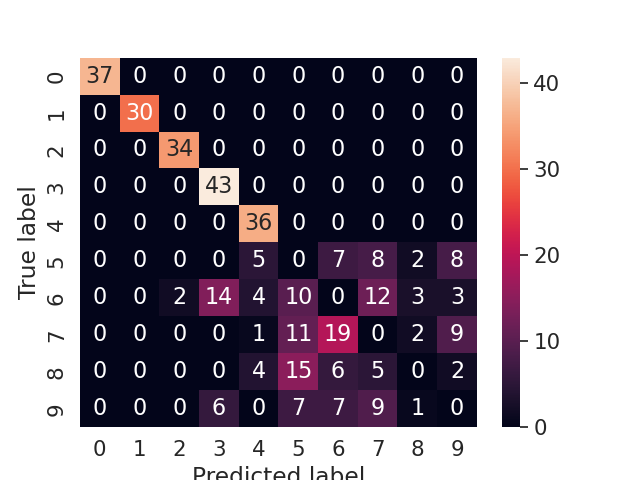 0 37 0 0 0 0 0 0 0 0 0
1 0 30 0 0 0 0 0 0 0 0
2 0 0 34 0 0 0 0 0 0 0
3 0 0 0 43 0 0 0 0 0 0
4 0 0 0 0 36 0 0 0 0 0
5 0 0 0 0 5 0 7 8 2 8
6 0 0 2 14 4 10 0 12 3 3
7 0 0 0 0 1 11 19 0 2 9
8 0 0 0 0 4 15 6 5 0 2
9 0 0 0 6 0 7 7 9 1 0
0 1 2 3 4 5 6 7 8 9
Predicted label
True label
40
30
20
10
0